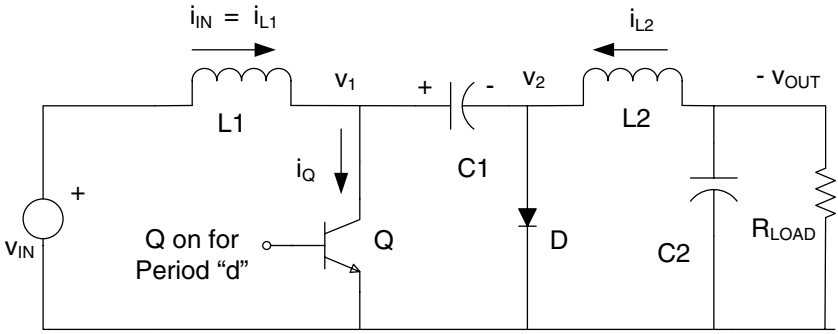 i_IN = i_L1
i_L2
v_1
+
-
v_2
- v_OUT
L1
C1
L2
i_Q
+
v_IN
Q on for
Period “d”
Q
D
C2
R_LOAD